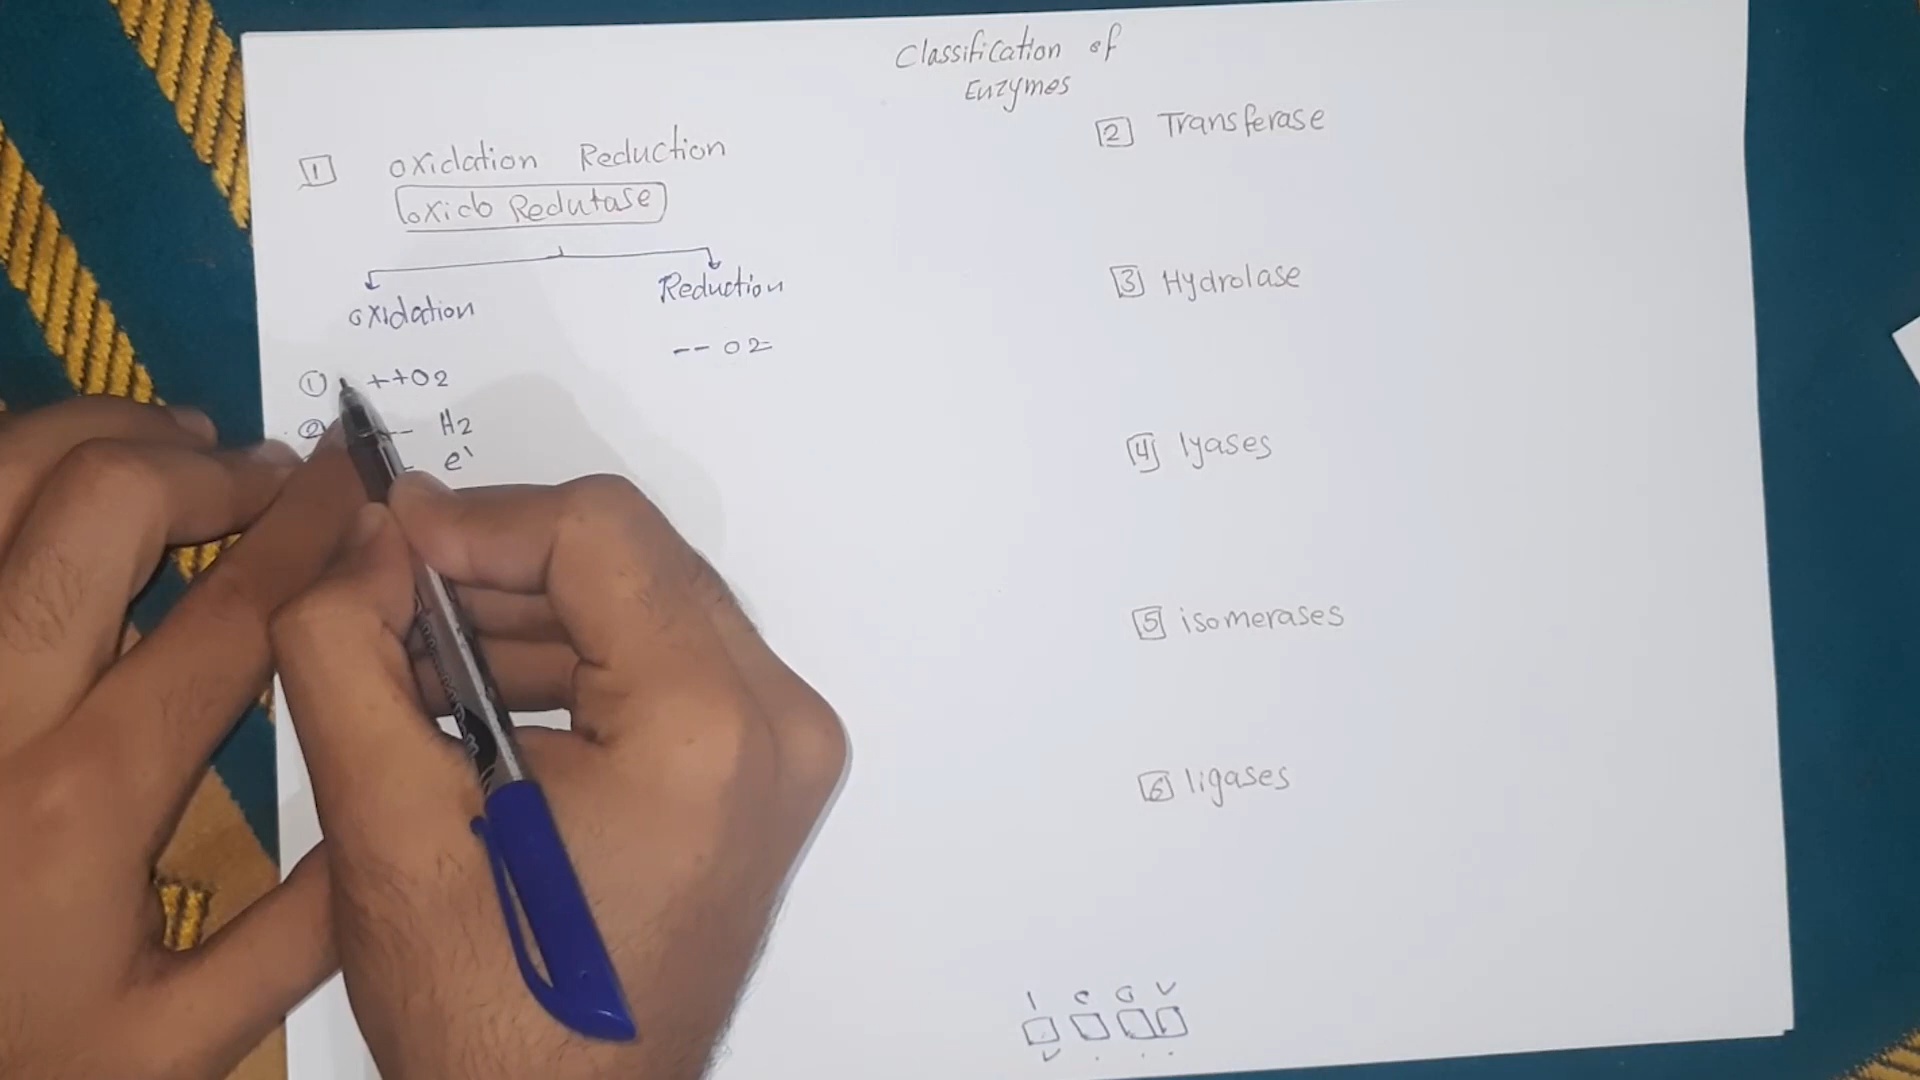 Classification of
Enzymes
1 oxidation Reduction
oxido Redutase
oxidation
Reduction
① ++O2
② -- H2
- e`
-- O2
2 Transferase
3 Hydrolase
4 lyases
5 isomerases
6 ligases